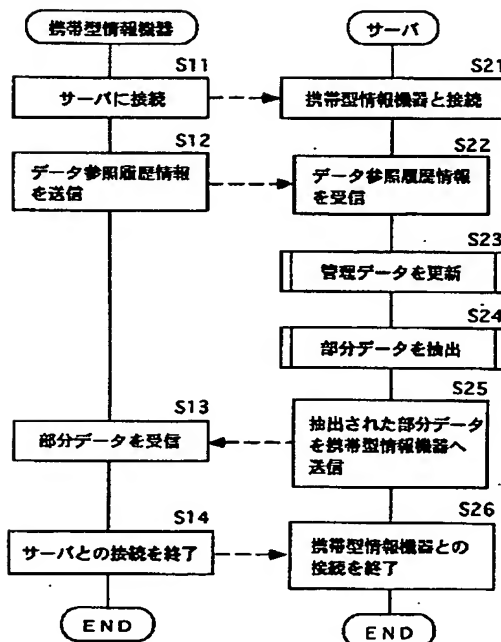 携帯型情報機器
サーバ
S11
サーバに接続
S21
携帯型情報機器と接続
S12
データ参照履歴情報
を送信
S22
データ参照履歴情報
を受信
S23
管理データを更新
S24
部分データを抽出
S13
部分データを受信
S25
抽出された部分データ
を携帯型情報機器へ
送信
S14
サーバとの接続を終了
S26
携帯型情報機器との
接続を終了
END
END